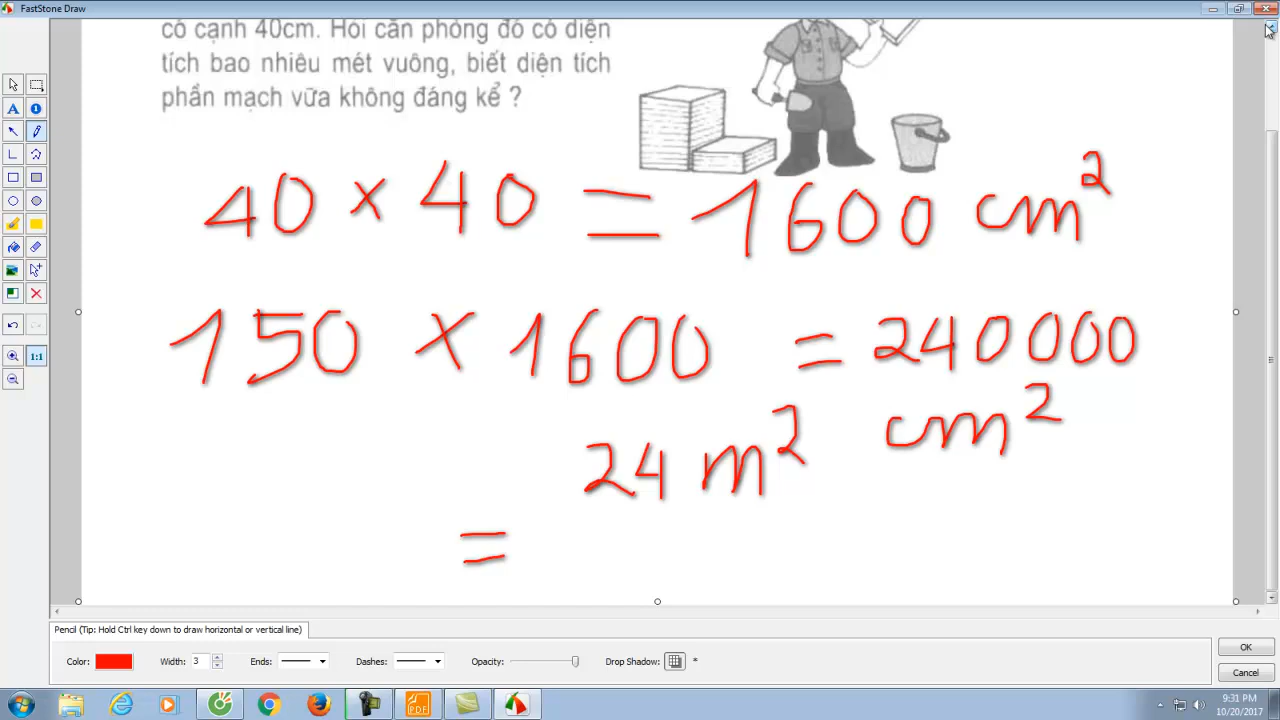 FastStone Draw
có cạnh 40cm. Hỏi căn phòng đó có diện
tích bao nhiêu mét vuông, biết diện tích
phần mạch vữa không đáng kể ?
40 × 40 = 1600 cm²
150 × 1600 = 240000
cm²
24 m²
=
1:1
Pencil (Tip: Hold Ctrl key down to draw horizontal or vertical line)
Color: Width: 3 Ends: Dashes: Opacity: Drop Shadow: *
OK
Cancel
PDF
9:31 PM
10/20/2017